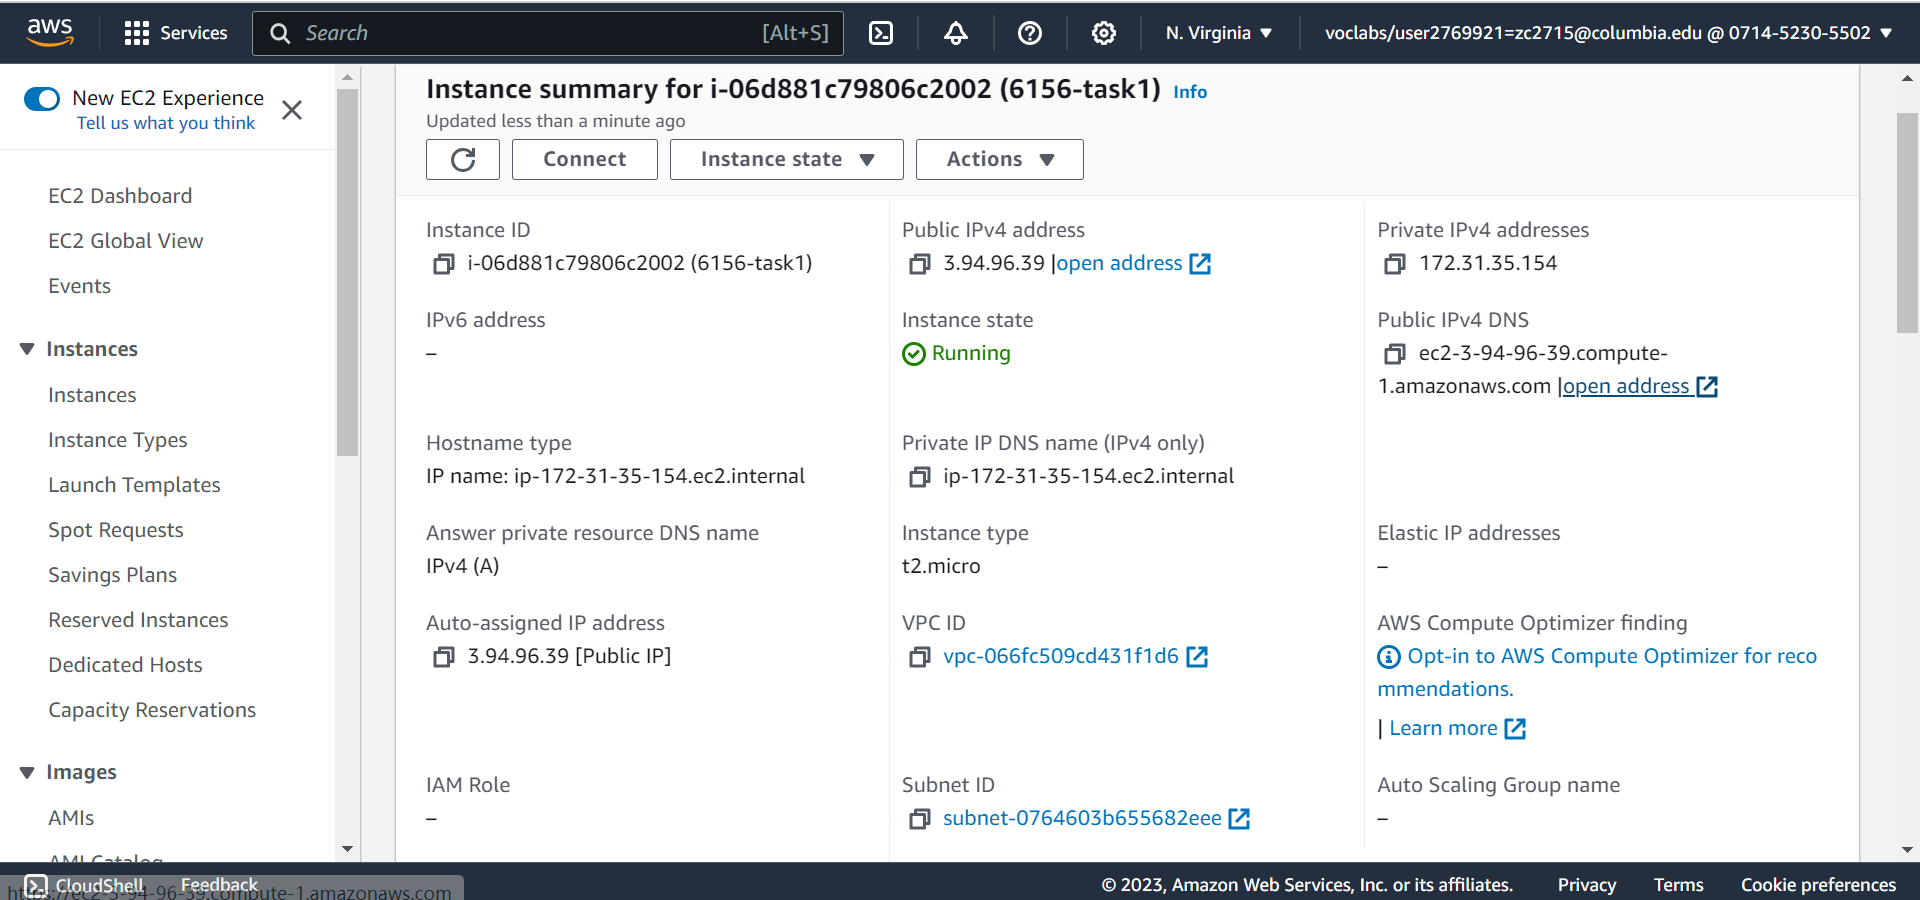 aws
Services
Search
[Alt+S]
N. Virginia
voclabs/user2769921=zc2715@columbia.edu @ 0714-5230-5502
New EC2 Experience
Tell us what you think
EC2 Dashboard
EC2 Global View
Events
Instances
Instances
Instance Types
Launch Templates
Spot Requests
Savings Plans
Reserved Instances
Dedicated Hosts
Capacity Reservations
Images
AMIs
AMI Catalog
Instance summary for i-06d881c79806c2002 (6156-task1) Info
Updated less than a minute ago
Connect
Instance state
Actions
Instance ID
i-06d881c79806c2002 (6156-task1)
Public IPv4 address
3.94.96.39 |open address
Private IPv4 addresses
172.31.35.154
IPv6 address
–
Instance state
Running
Public IPv4 DNS
ec2-3-94-96-39.compute-
1.amazonaws.com |open address
Hostname type
IP name: ip-172-31-35-154.ec2.internal
Private IP DNS name (IPv4 only)
ip-172-31-35-154.ec2.internal
Answer private resource DNS name
IPv4 (A)
Instance type
t2.micro
Elastic IP addresses
–
Auto-assigned IP address
3.94.96.39 [Public IP]
VPC ID
vpc-066fc509cd431f1d6
AWS Compute Optimizer finding
Opt-in to AWS Compute Optimizer for reco
mmendations.
| Learn more
IAM Role
–
Subnet ID
subnet-0764603b655682eee
Auto Scaling Group name
–
CloudShell
Feedback
https://ec2-3-94-96-39.compute-1.amazonaws.com
© 2023, Amazon Web Services, Inc. or its affiliates.
Privacy
Terms
Cookie preferences